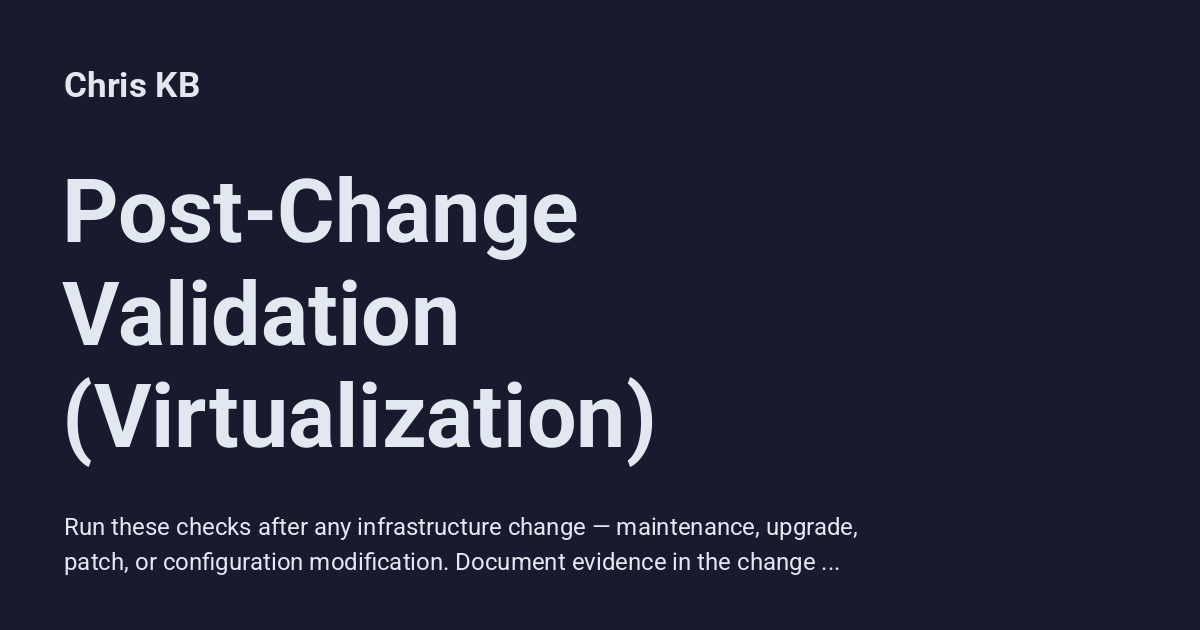 Chris KB
Post-Change
Validation
(Virtualization)
Run these checks after any infrastructure change — maintenance, upgrade,
patch, or configuration modification. Document evidence in the change ...